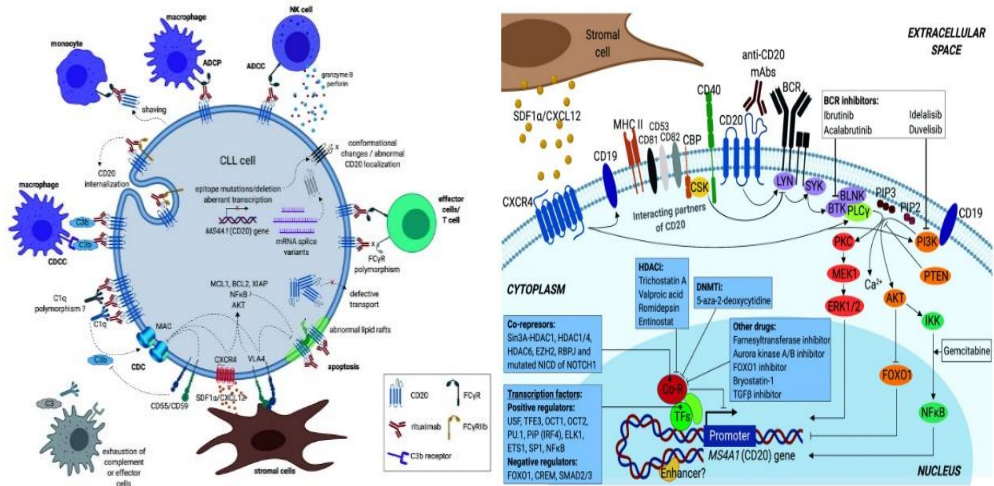 macrophage
NK cell
monocyte
ADCP
ADCC
granzyme B
perforin
shaving
CLL cell
conformational
changes / abnormal
CD20 localization
CD20
internalization
epitope mutations/deletion
aberrant transcription
MS4A1 (CD20) gene
mRNA splice
variants
macrophage
C3b
C3b
CDCC
effector
cells/
T cell
FCγR
polymorphism
MCL1, BCL2, XIAP
NFκB
AKT
defective
transport
C1q
polymorphism ?
C1q
MAC
CDC
C3b
CXCR4
VLA4
abnormal lipid rafts
apoptosis
CD55/CD59
SDF1α/CXCL12
C3
exhaustion of
complement
or effector
cells
stromal cells
CD20
FCγR
rituximab
FCγRIIb
C3b receptor
Stromal
cell
EXTRACELLULAR
SPACE
anti-CD20
mAbs
SDF1α/CXCL12
CD40
BCR
BCR inhibitors:
Ibrutinib
Idelalisib
Acalabrutinib
Duvelisib
MHC II
CD81
CD53
CD82
CBP
CD20
CD19
CXCR4
CSK
LYN
SYK
BLNK
BTK
PLCγ
PIP3
PIP2
CD19
Interacting partners
of CD20
PKC
PI3K
PTEN
MEK1
Ca²⁺
AKT
ERK1/2
IKK
Gemcitabine
FOXO1
NFκB
HDACi:
Trichostatin A
Valproic acid
Romidepsin
Entinostat
DNMTi:
5-aza-2-deoxycytidine
CYTOPLASM
Co-repressors:
Sin3A-HDAC1, HDAC1/4,
HDAC6, EZH2, RBPJ and
mutated NICD of NOTCH1
Other drugs:
Farnesyltransferase inhibitor
Aurora kinase A/B inhibitor
FOXO1 inhibitor
Bryostatin-1
TGFβ inhibitor
Co-R
TFs
Transcription factors:
Positive regulators:
USF, TFE3, OCT1, OCT2,
PU.1, PiP (IRF4), ELK1,
ETS1, SP1, NFκB
Negative regulators:
FOXO1, CREM, SMAD2/3
Promoter
MS4A1 (CD20) gene
Enhancer?
NUCLEUS